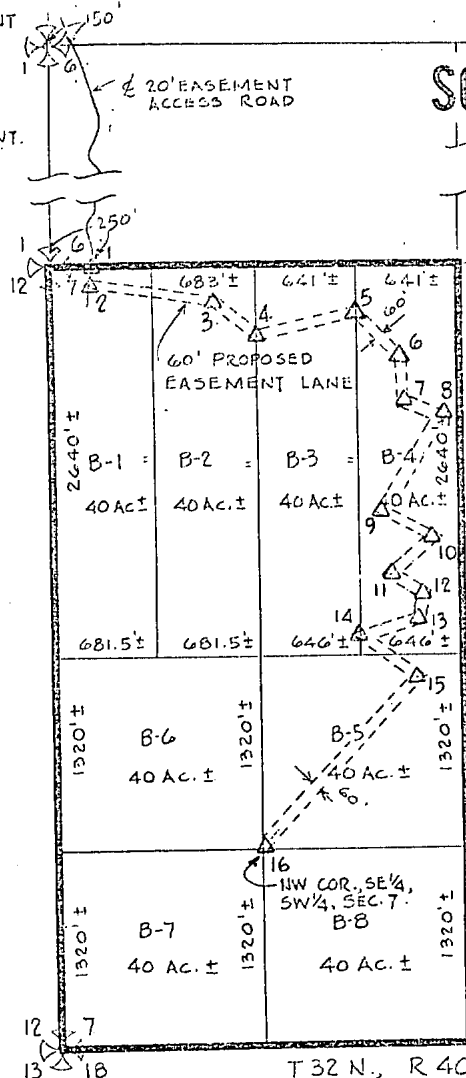 NT
150'
1 6
₵ 20' EASEMENT
ACCESS ROAD
NT.
250'
1 6
1
12 7
2
683'±
641'±
641'±
3
4
5
60'
6
60' PROPOSED
EASEMENT LANE
7
8
2640'±
2640'±
B-1 =
B-2 =
B-3 =
B-4
40 Ac ±
40 Ac. ±
40 Ac. ±
40 Ac. ±
9
10
11
12
13
14
681.5'±
681.5'±
646'±
646'±
15
1320'±
B-6
40 Ac. ±
1320'±
B-5
40 Ac. ±
60'
16
NW COR., SE¼,
SW¼, SEC. 7.
1320'±
B-7
40 Ac. ±
1320'±
B-8
40 Ac. ±
12 7
13 18
T 32 N., R 40